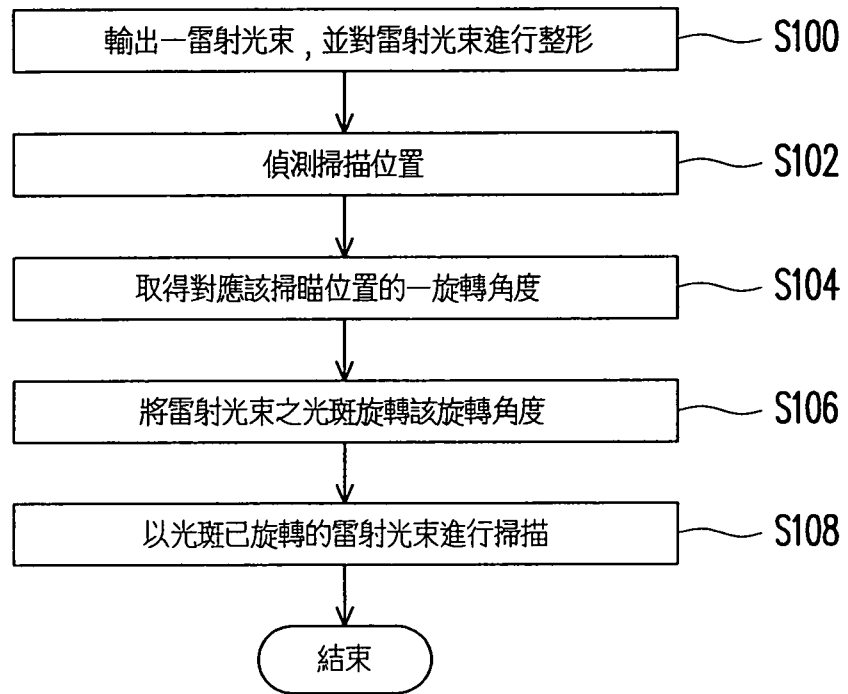 輸出一雷射光束,並對雷射光束進行整形
S100
偵測掃描位置
S102
取得對應該掃瞄位置的一旋轉角度
S104
將雷射光束之光斑旋轉該旋轉角度
S106
以光斑已旋轉的雷射光束進行掃描
S108
結束